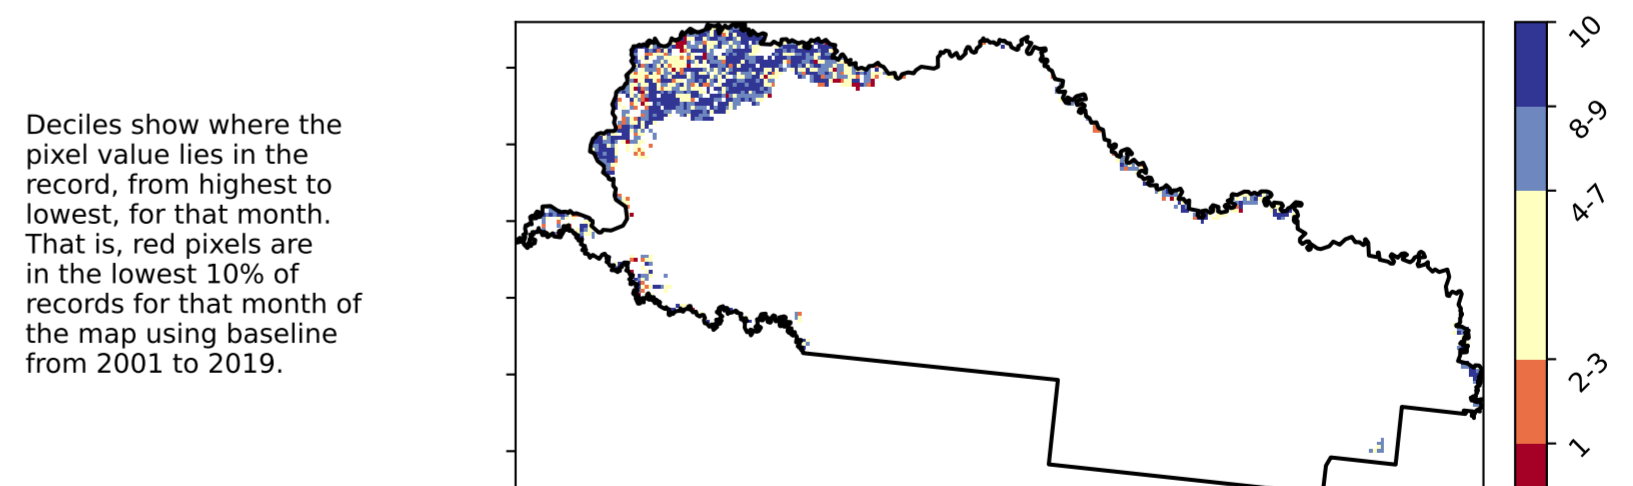 Deciles show where the
pixel value lies in the
record, from highest to
lowest, for that month.
That is, red pixels are
in the lowest 10% of
records for that month of
the map using baseline
from 2001 to 2019.
10
8-9
4-7
2-3
1